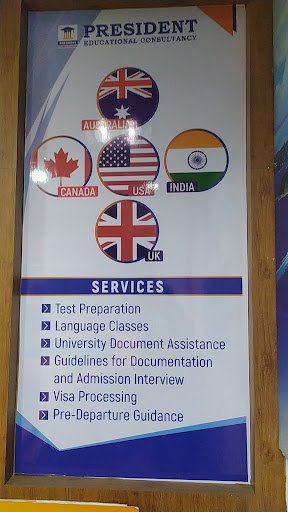 PRESIDENT
EDUCATIONAL CONSULTANCY
AUSTRALIA
CANADA
USA
INDIA
UK
SERVICES
Test Preparation
Language Classes
University Document Assistance
Guidelines for Documentation
and Admission Interview
Visa Processing
Pre-Departure Guidance